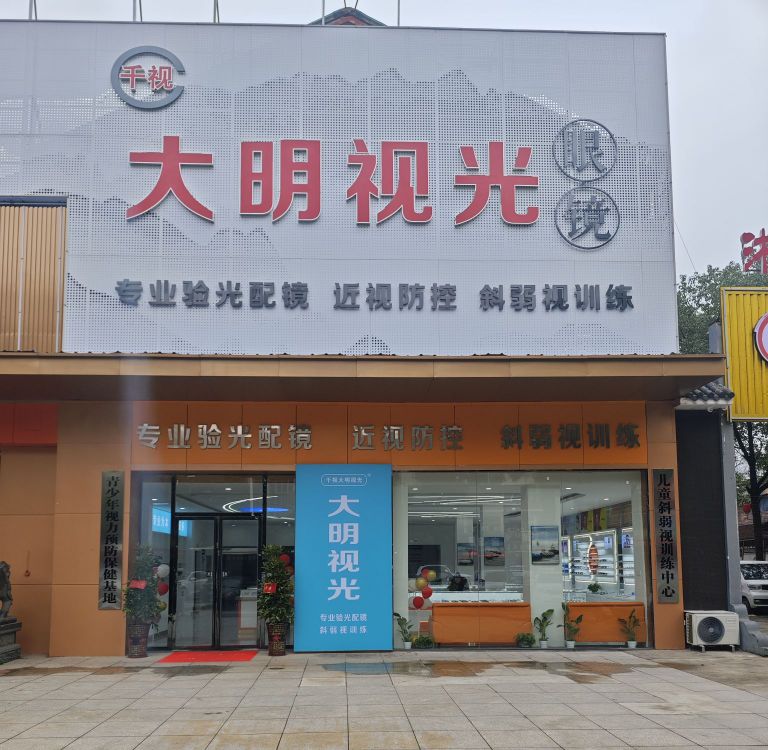 千视
大明视光
眼镜
专业验光配镜 近视防控 斜弱视训练
专业验光配镜 近视防控 斜弱视训练
青少年视力预防保健基地
千视大明视光
大明视光
专业验光配镜
斜弱视训练
儿童斜弱视训练中心